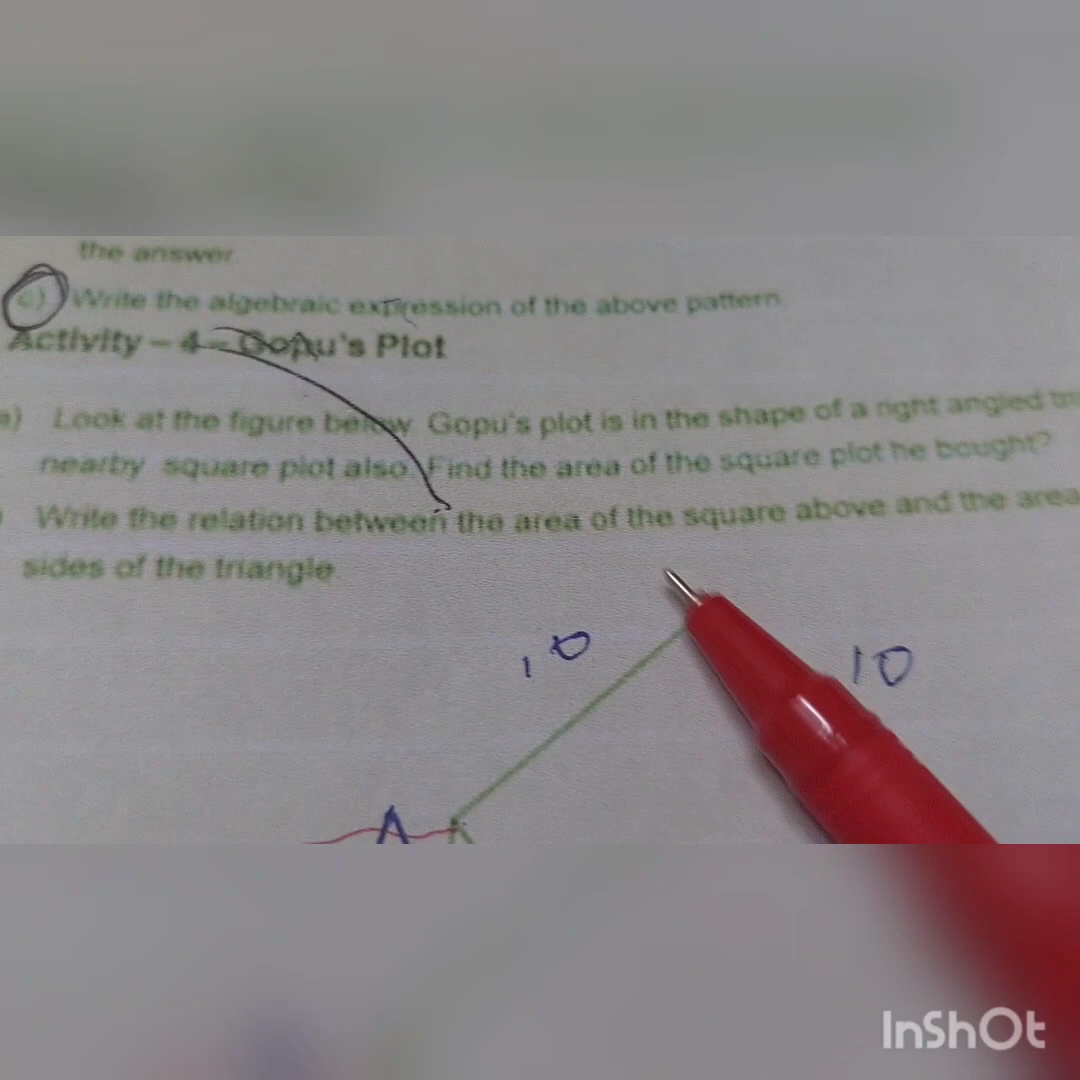 the answer
c) Write the algebraic expression of the above pattern.
Activity – 4 – Gopu's Plot
a) Look at the figure below. Gopu's plot is in the shape of a right angled
nearby square plot also. Find the area of the square plot he bought?
Write the relation between the area of the square above and the area
sides of the triangle
10
10
A
InShOt